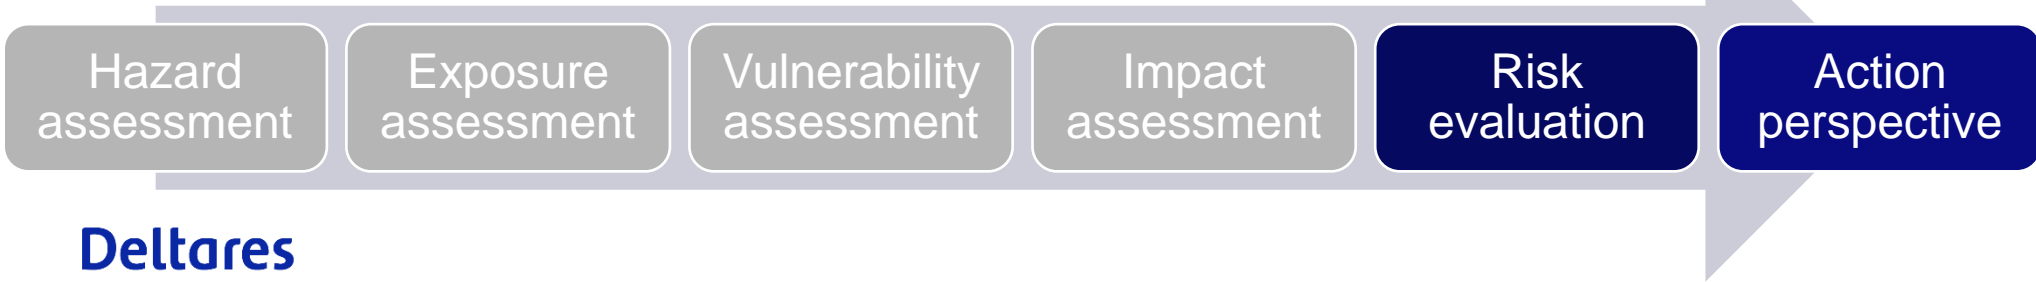 Hazard
assessment
Exposure
assessment
Vulnerability
assessment
Impact
assessment
Risk
evaluation
Action
perspective
Deltares